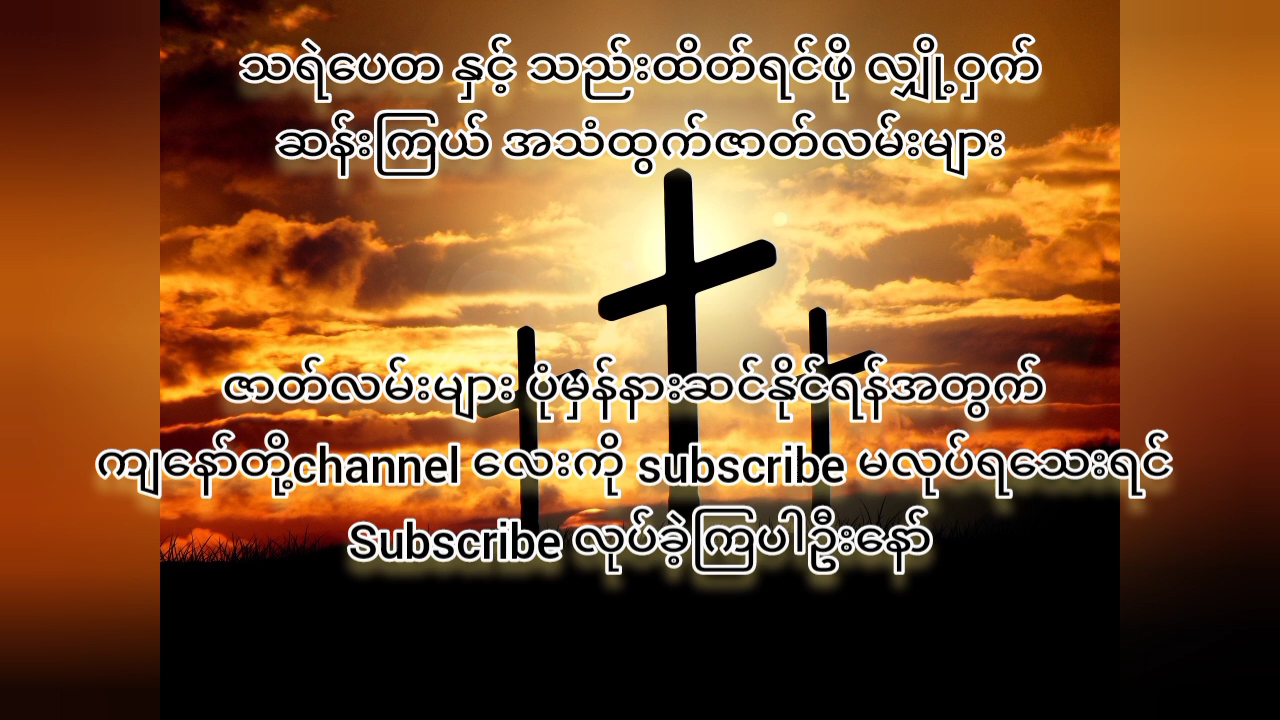 သရဲပေတ နှင့် သည်းထိတ်ရင်ဖို လျှို့ဝှက်
ဆန်းကြယ် အသံထွက်ဇာတ်လမ်းများ
ဇာတ်လမ်းများ ပုံမှန်နားဆင်နိုင်ရန်အတွက်
ကျနော်တို့channel လေးကို subscribe မလုပ်ရသေးရင်
Subscribe လုပ်ခဲ့ကြပါဦးနော်